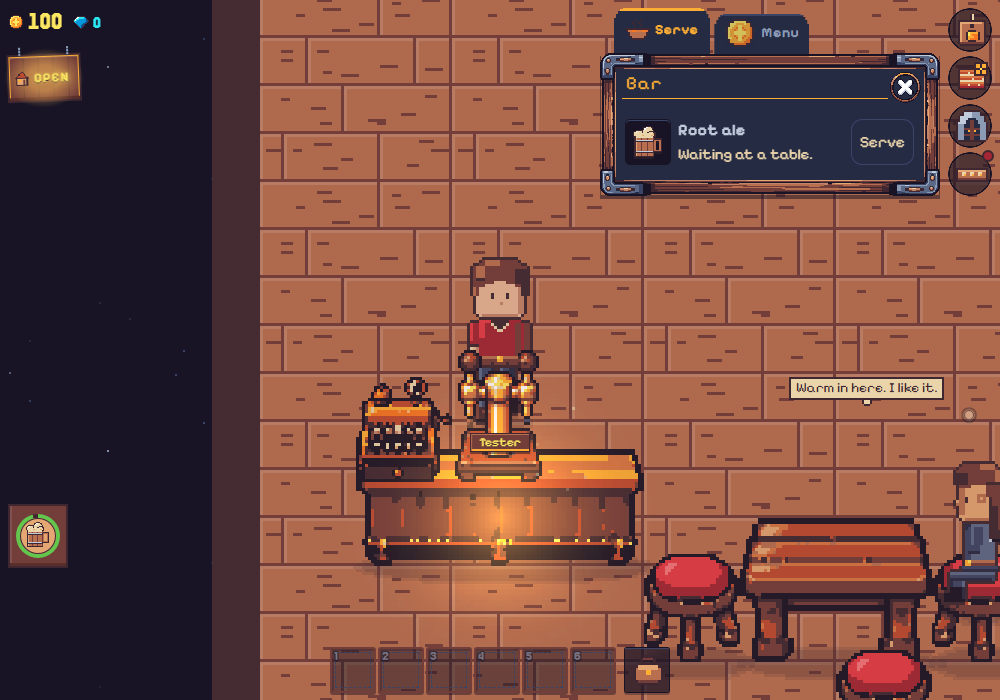 100
0
OPEN
Serve
Menu
Bar
Root ale
Waiting at a table.
Serve
Warm in here. I like it.
Tester
1 2 3 4 5 6